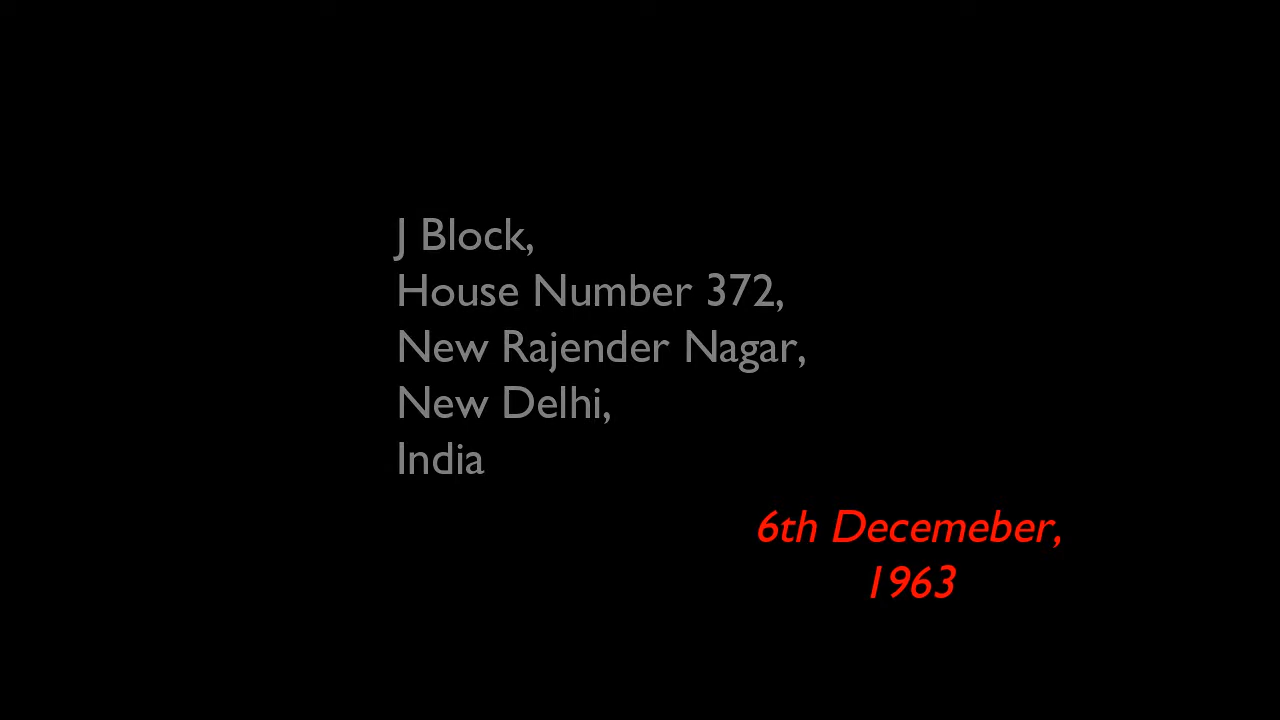 J Block,
House Number 372,
New Rajender Nagar,
New Delhi,
India
6th Decemeber,
1963